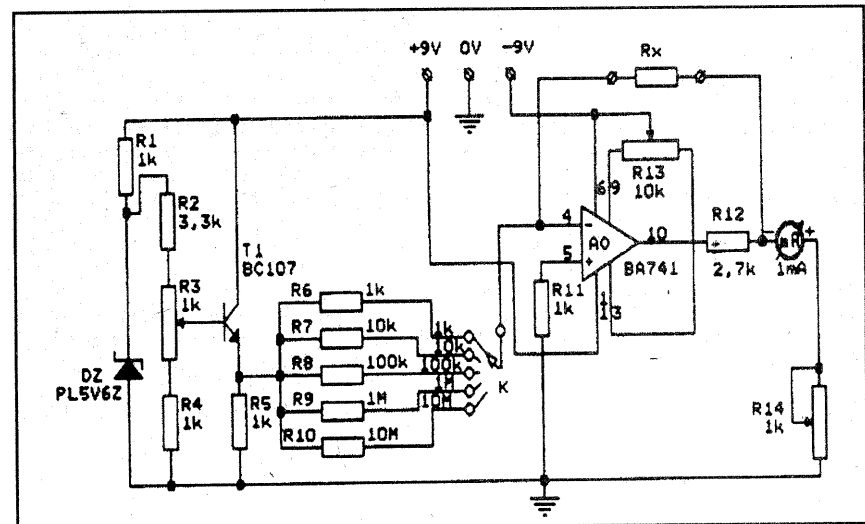 +9V 0V -9V
Rx
R1
1k
R2
3,3k
T1
BC107
R3
1k
DZ
PL5V6Z
R4
1k
R5
1k
R6 1k
R7 10k
R8 100k
R9 1M
R10 10M
1k
10k
100k
1M
10M
K
4
5
6 9
10
1
13
AO
BA741
R11
1k
R13
10k
R12
2,7k
- +
mA
1mA
R14
1k